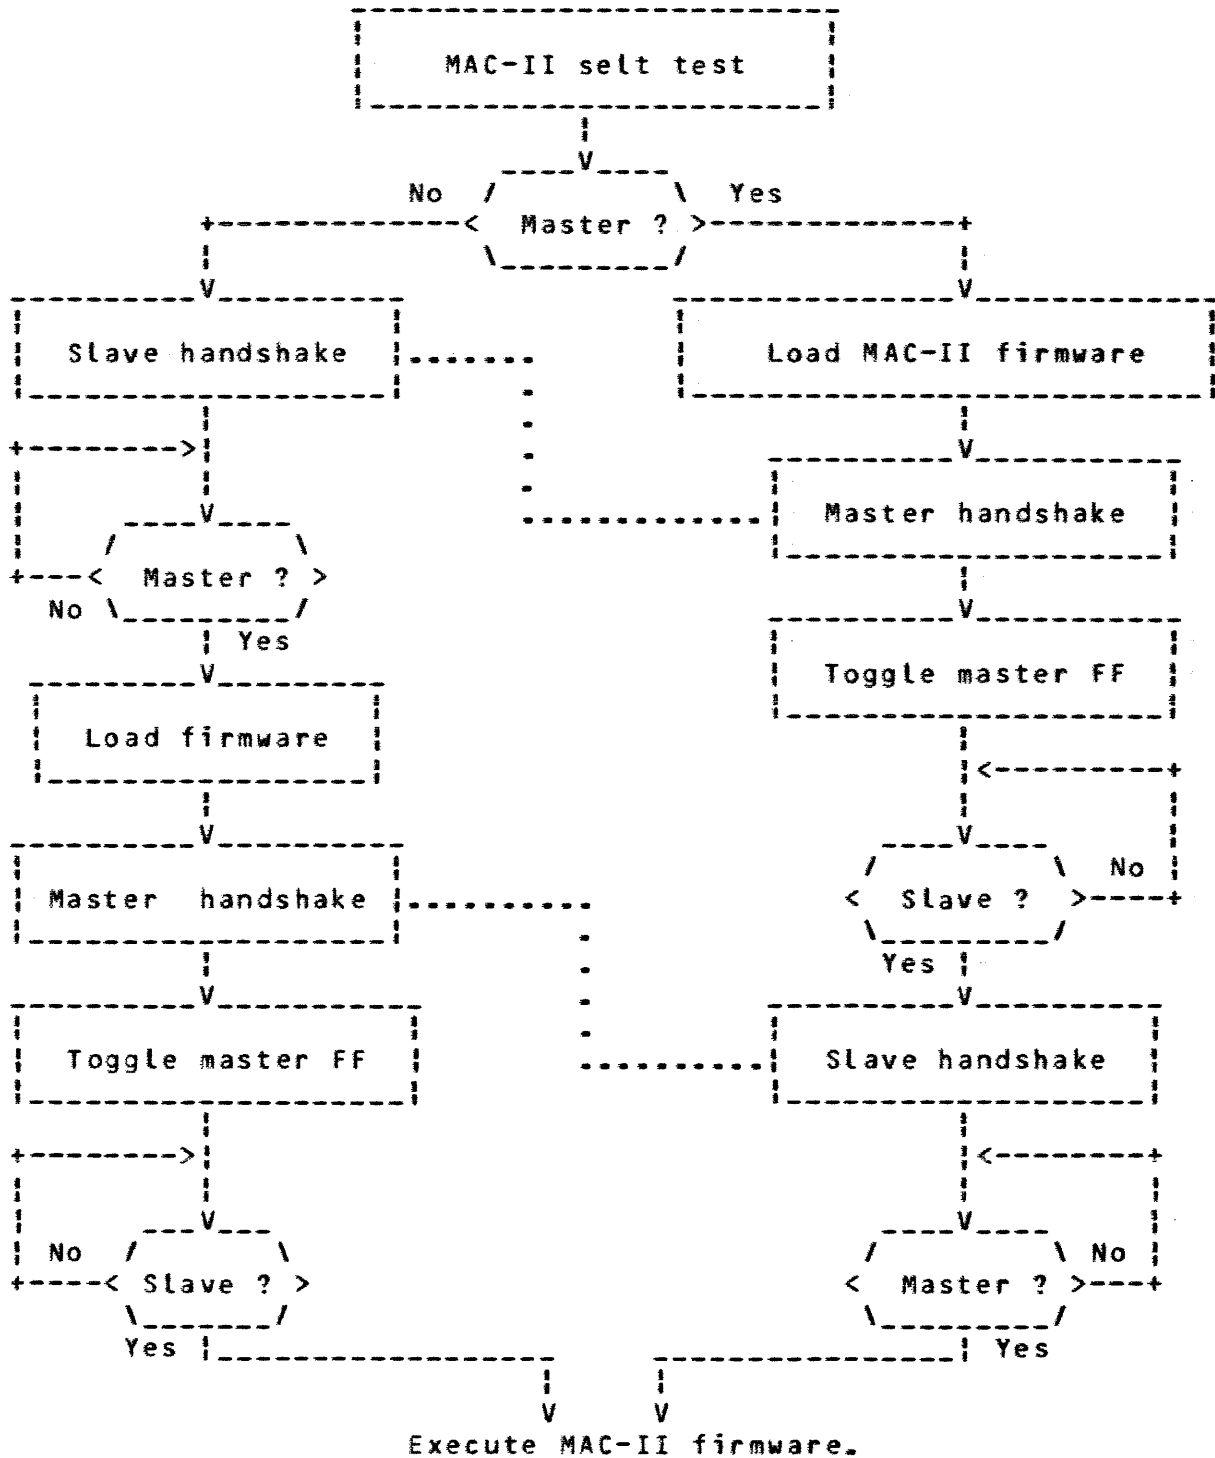 MAC-II selt test
No Yes
Master ?
Slave handshake Load MAC-II firmware
Master handshake
Master ?
No
Yes
Toggle master FF
Load firmware
No
Master handshake Slave ?
Yes
Toggle master FF Slave handshake
No No
Slave ? Master ?
Yes Yes
Execute MAC-II firmware.